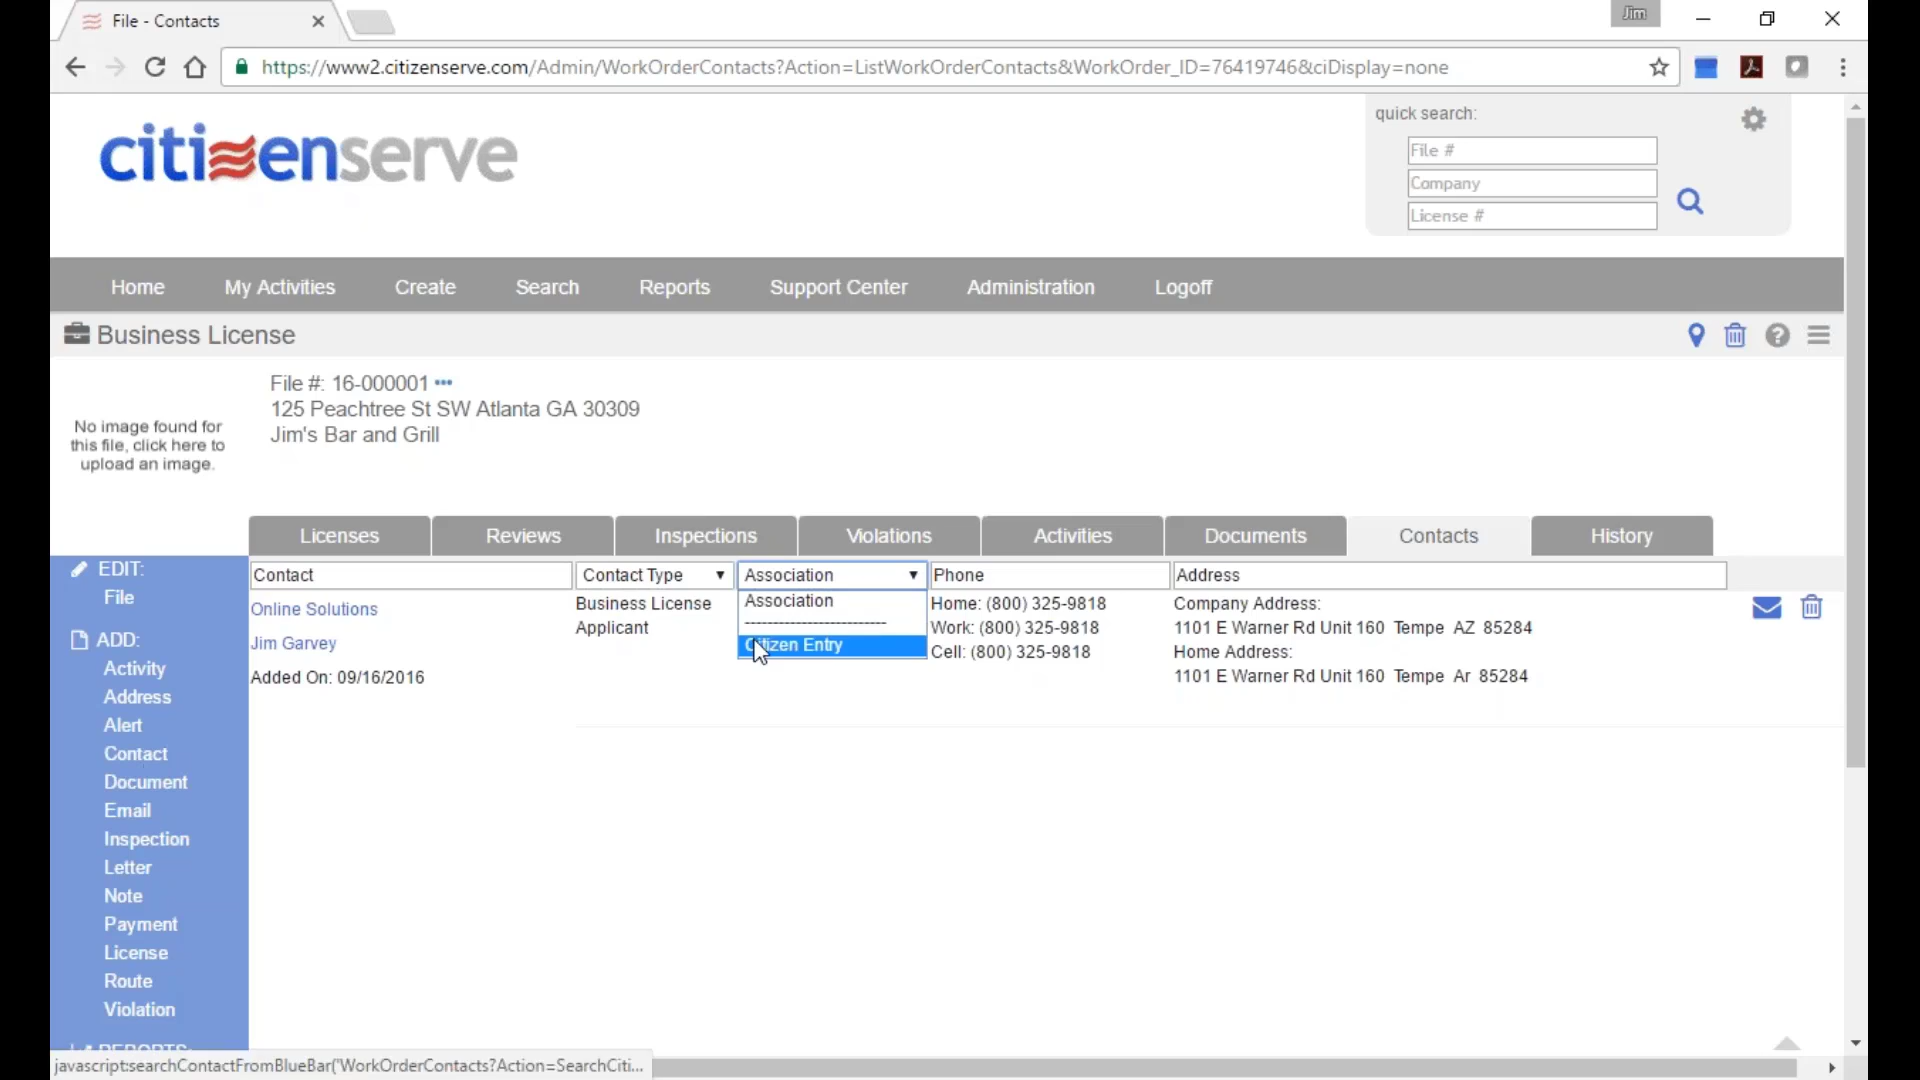 File - Contacts
Jim
https://www2.citizenserve.com/Admin/WorkOrderContacts?Action=ListWorkOrderContacts&WorkOrder_ID=76419746&ciDisplay=none
citizenserve
quick search:
File #
Company
License #
Home My Activities Create Search Reports Support Center Administration Logoff
Business License
File #: 16-000001 •••
125 Peachtree St SW Atlanta GA 30309
Jim's Bar and Grill
No image found for
this file, click here to
upload an image.
Licenses Reviews Inspections Violations Activities Documents Contacts History
Contact Contact Type Association Phone Address
Online Solutions
Jim Garvey
Added On: 09/16/2016
Business License
Applicant
Association
-------------------------
Citizen Entry
Home: (800) 325-9818
Work: (800) 325-9818
Cell: (800) 325-9818
Company Address:
1101 E Warner Rd Unit 160 Tempe AZ 85284
Home Address:
1101 E Warner Rd Unit 160 Tempe Ar 85284
EDIT:
File
ADD:
Activity
Address
Alert
Contact
Document
Email
Inspection
Letter
Note
Payment
License
Route
Violation
REPORTS:
javascript:searchContactFromBlueBar('WorkOrderContacts?Action=SearchCiti...